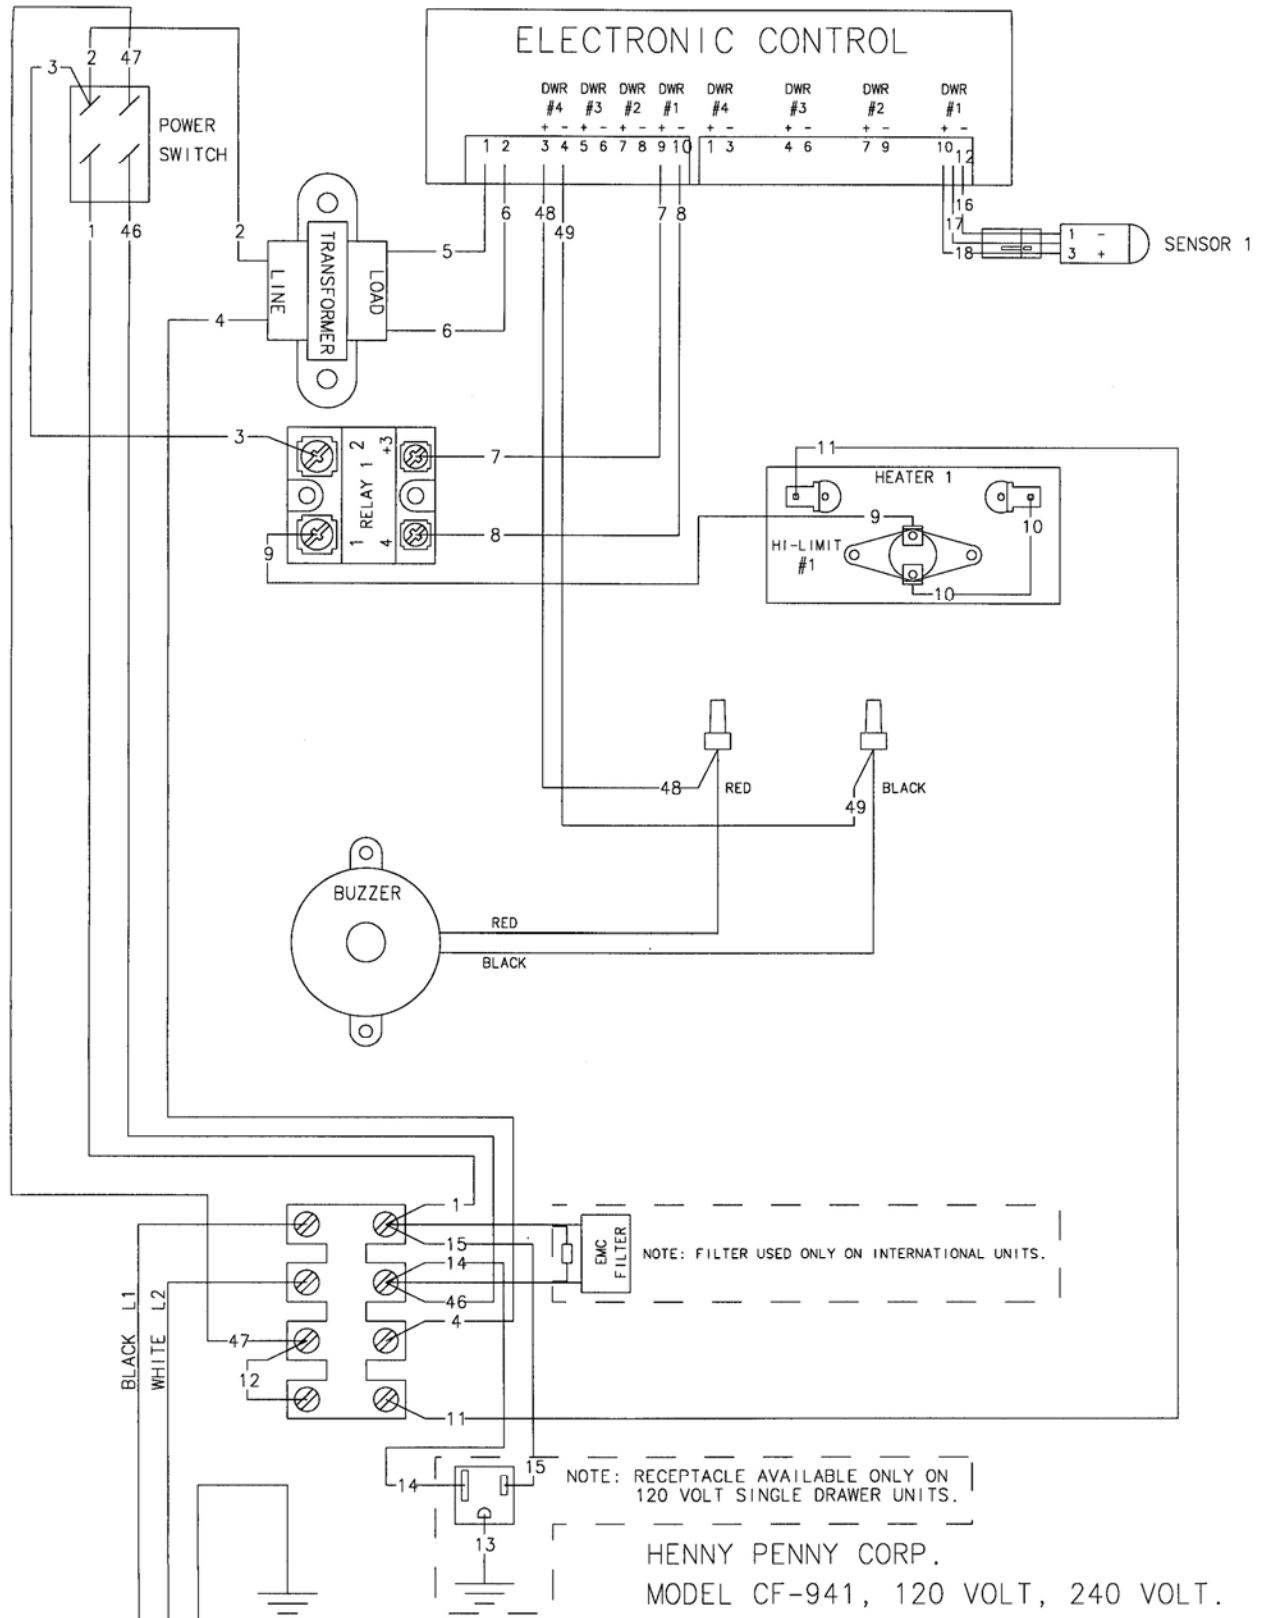 ELECTRONIC CONTROL
DWR #4 DWR #3 DWR #2 DWR #1 DWR #4 DWR #3 DWR #2 DWR #1
+ - + - + - + - + - + - + - + -
1 2 3 4 5 6 7 8 9 10 1 3 4 6 7 9 10 12
2 47
3
POWER
SWITCH
1 46 2
6 48 49 7 8
16
17
18
1 -
3 +
SENSOR 1
LINE
TRANSFORMER
LOAD
5
4
6
3
2 +3
RELAY 1
1 4
7
8
9
11
HEATER 1
9
10
HI-LIMIT
#1
10
48
RED
49
BLACK
BUZZER
RED
BLACK
1
15
14
46
4
47
12
11
EMC
FILTER
NOTE: FILTER USED ONLY ON INTERNATIONAL UNITS.
BLACK L1
WHITE L2
15
14
NOTE: RECEPTACLE AVAILABLE ONLY ON
120 VOLT SINGLE DRAWER UNITS.
13
HENNY PENNY CORP.
MODEL CF-941, 120 VOLT, 240 VOLT.